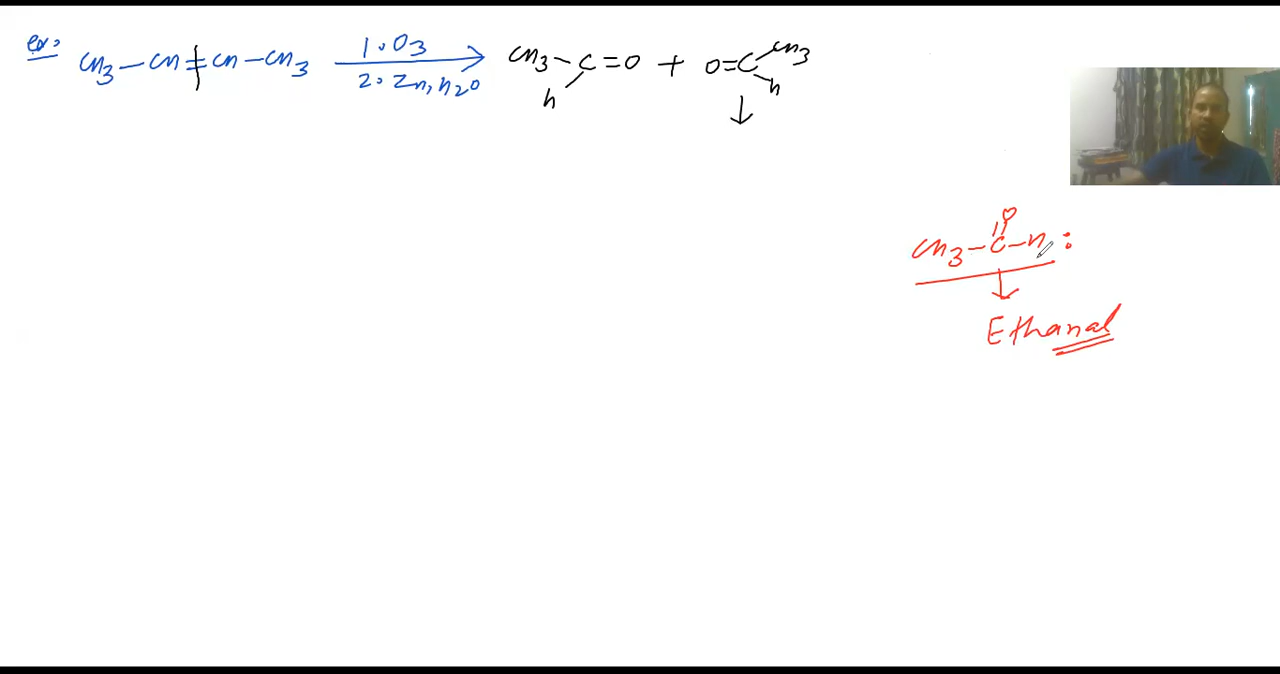 ex:
CH3-CH=CH-CH3 1. O3 2. Zn, H2O → CH3-C=O + O=C-CH3
H H
↓
O
CH3-C-H :
↓
Ethanal